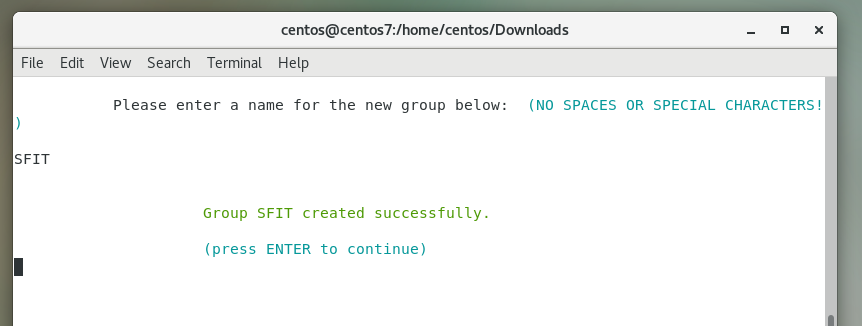 centos@centos7:/home/centos/Downloads
File Edit View Search Terminal Help
Please enter a name for the new group below: (NO SPACES OR SPECIAL CHARACTERS!
)
SFIT
Group SFIT created successfully.
(press ENTER to continue)